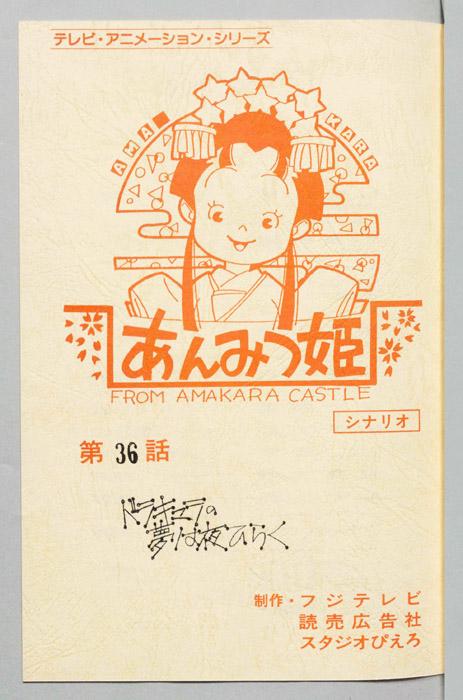 テレビ・アニメーション・シリーズ
AMA KARA
あんみつ姫
FROM AMAKARA CASTLE
シナリオ
第36話
ドラキュラの
夢は夜ひらく
制作・フジテレビ
読売広告社
スタジオぴえろ